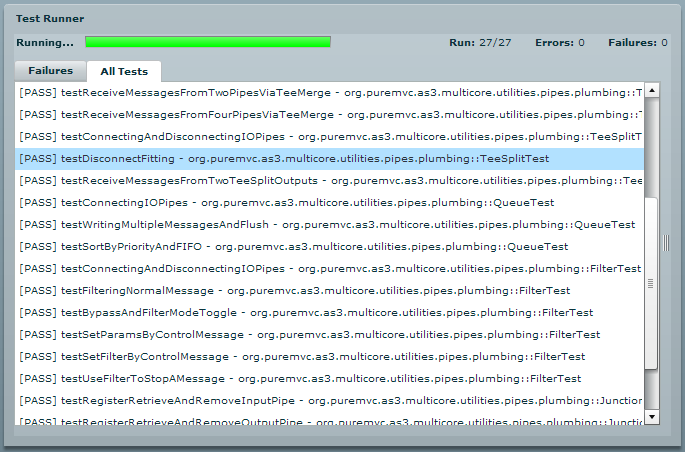 Test Runner
Running... Run: 27/27 Errors: 0 Failures: 0
Failures All Tests
[PASS] testReceiveMessagesFromTwoPipesViaTeeMerge - org.puremvc.as3.multicore.utilities.pipes.plumbing::T
[PASS] testReceiveMessagesFromFourPipesViaTeeMerge - org.puremvc.as3.multicore.utilities.pipes.plumbing::
[PASS] testConnectingAndDisconnectingIOPipes - org.puremvc.as3.multicore.utilities.pipes.plumbing::TeeSplitT
[PASS] testDisconnectFitting - org.puremvc.as3.multicore.utilities.pipes.plumbing::TeeSplitTest
[PASS] testReceiveMessagesFromTwoTeeSplitOutputs - org.puremvc.as3.multicore.utilities.pipes.plumbing::Tee
[PASS] testConnectingIOPipes - org.puremvc.as3.multicore.utilities.pipes.plumbing::QueueTest
[PASS] testWritingMultipleMessagesAndFlush - org.puremvc.as3.multicore.utilities.pipes.plumbing::QueueTest
[PASS] testSortByPriorityAndFIFO - org.puremvc.as3.multicore.utilities.pipes.plumbing::QueueTest
[PASS] testConnectingAndDisconnectingIOPipes - org.puremvc.as3.multicore.utilities.pipes.plumbing::FilterTest
[PASS] testFilteringNormalMessage - org.puremvc.as3.multicore.utilities.pipes.plumbing::FilterTest
[PASS] testBypassAndFilterModeToggle - org.puremvc.as3.multicore.utilities.pipes.plumbing::FilterTest
[PASS] testSetParamsByControlMessage - org.puremvc.as3.multicore.utilities.pipes.plumbing::FilterTest
[PASS] testSetFilterByControlMessage - org.puremvc.as3.multicore.utilities.pipes.plumbing::FilterTest
[PASS] testUseFilterToStopAMessage - org.puremvc.as3.multicore.utilities.pipes.plumbing::FilterTest
[PASS] testRegisterRetrieveAndRemoveInputPipe - org.puremvc.as3.multicore.utilities.pipes.plumbing::Junction
[PASS] testRegisterRetrieveAndRemoveOutputPipe - org.puremvc.as3.multicore.utilities.pipes.plumbing::Junctio